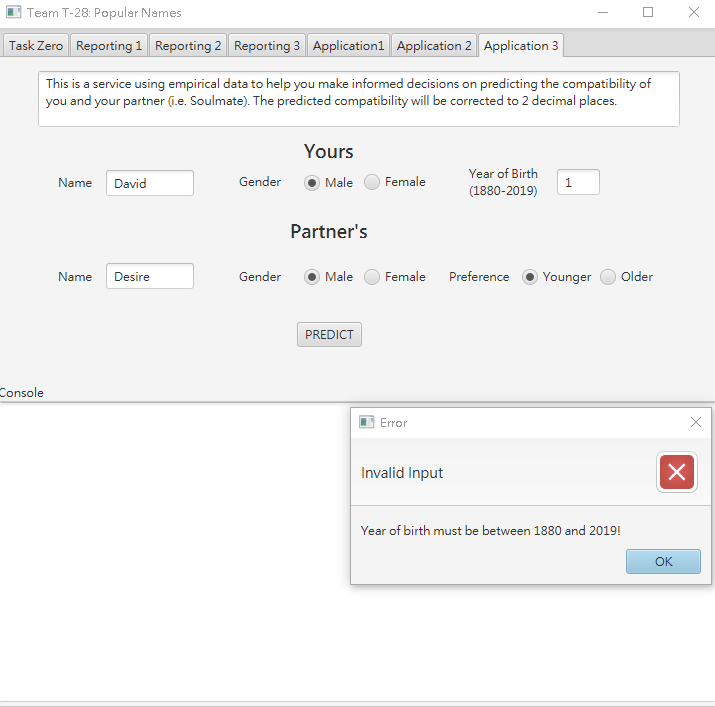 Team T-28: Popular Names
Task Zero Reporting 1 Reporting 2 Reporting 3 Application1 Application 2 Application 3
This is a service using empirical data to help you make informed decisions on predicting the compatibility of
you and your partner (i.e. Soulmate). The predicted compatibility will be corrected to 2 decimal places.
Yours
Name David Gender Male Female Year of Birth
(1880-2019) 1
Partner's
Name Desire Gender Male Female Preference Younger Older
PREDICT
Console
Error
Invalid Input
Year of birth must be between 1880 and 2019!
OK